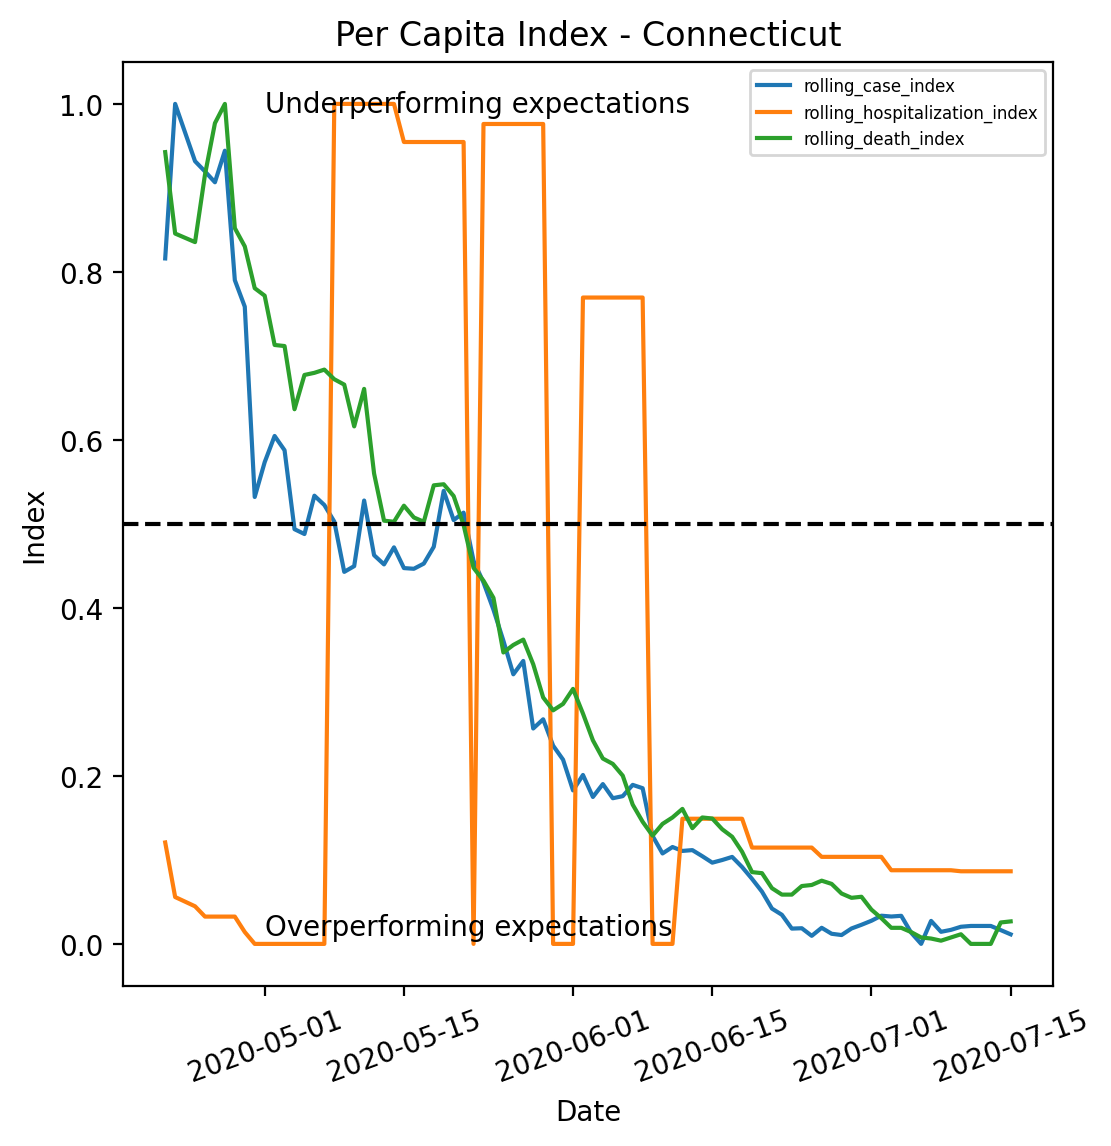 Per Capita Index - Connecticut
Underperforming expectations
rolling_case_index
rolling_hospitalization_index
rolling_death_index
1.0
0.8
0.6
0.4
0.2
0.0
Index
Overperforming expectations
2020-05-01
2020-05-15
2020-06-01
2020-06-15
2020-07-01
2020-07-15
Date